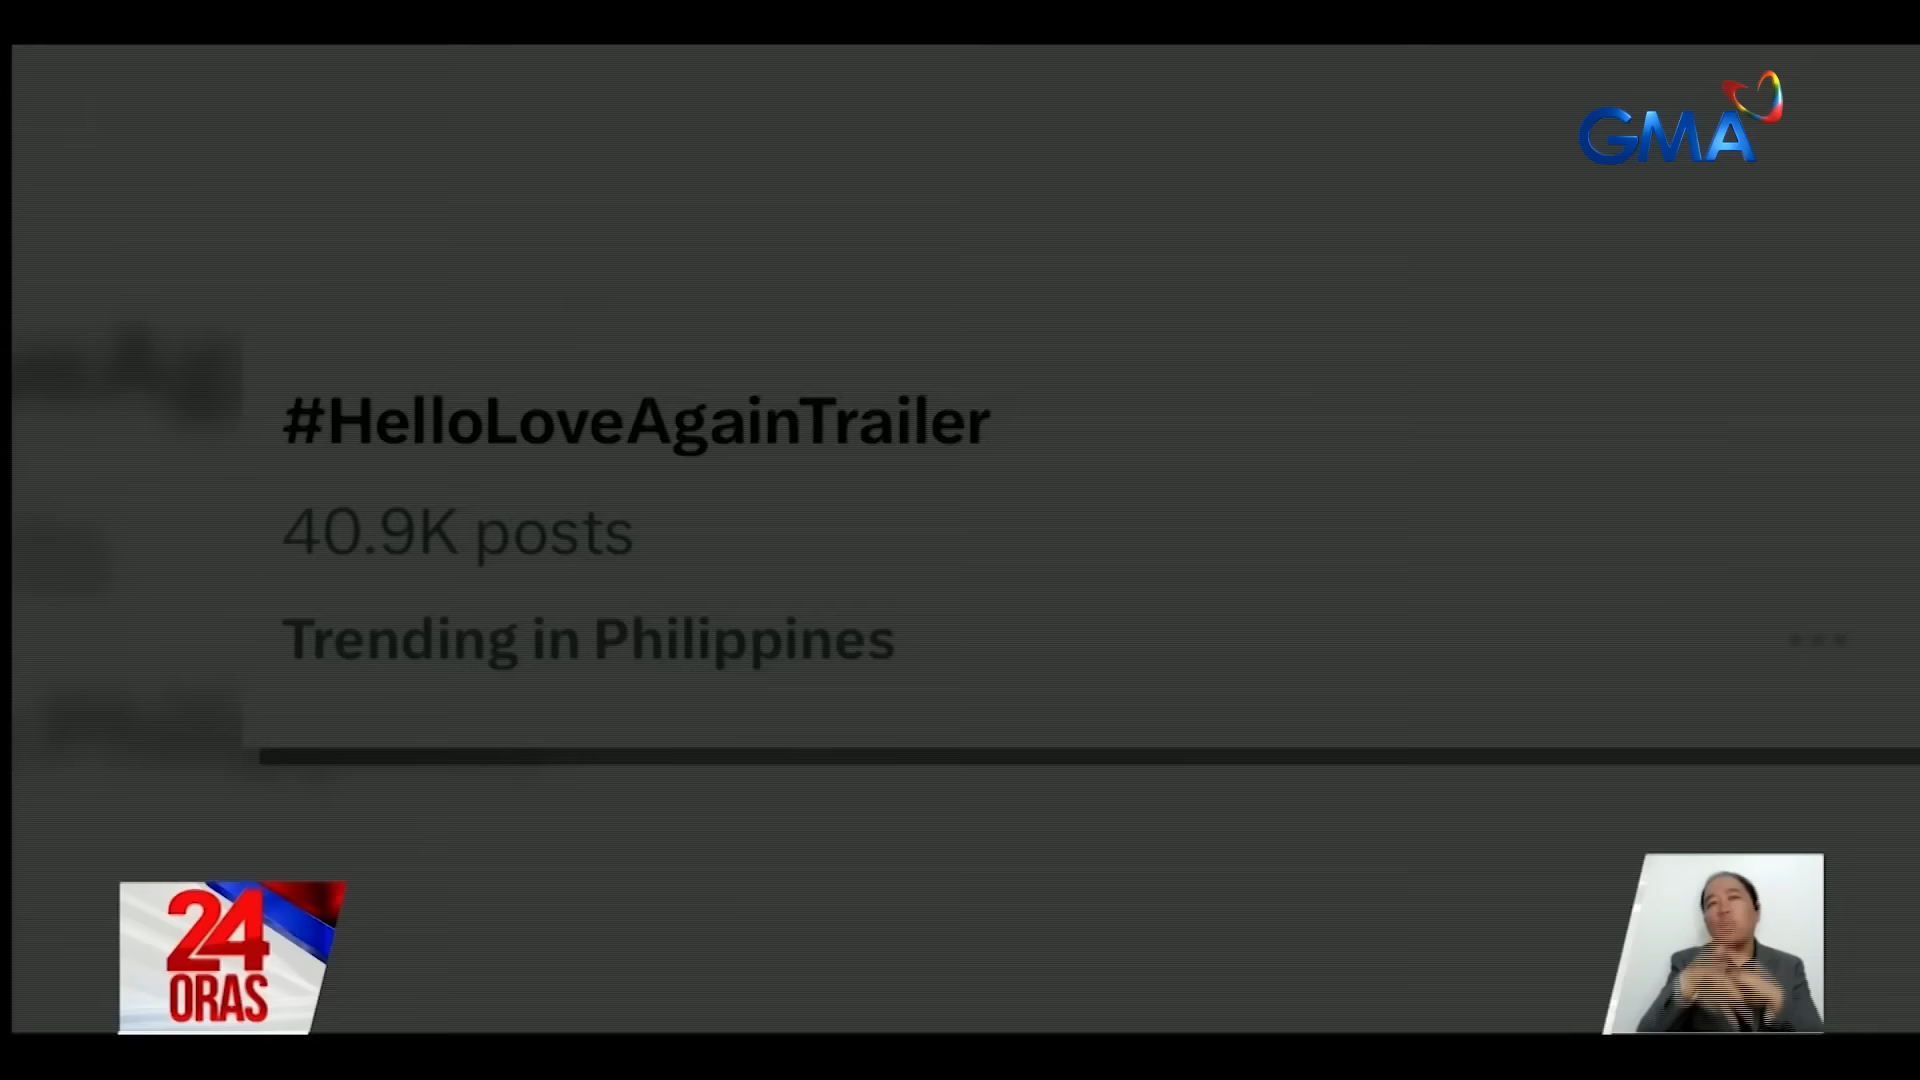 GMA
#HelloLoveAgainTrailer
40.9K posts
Trending in Philippines
24
ORAS